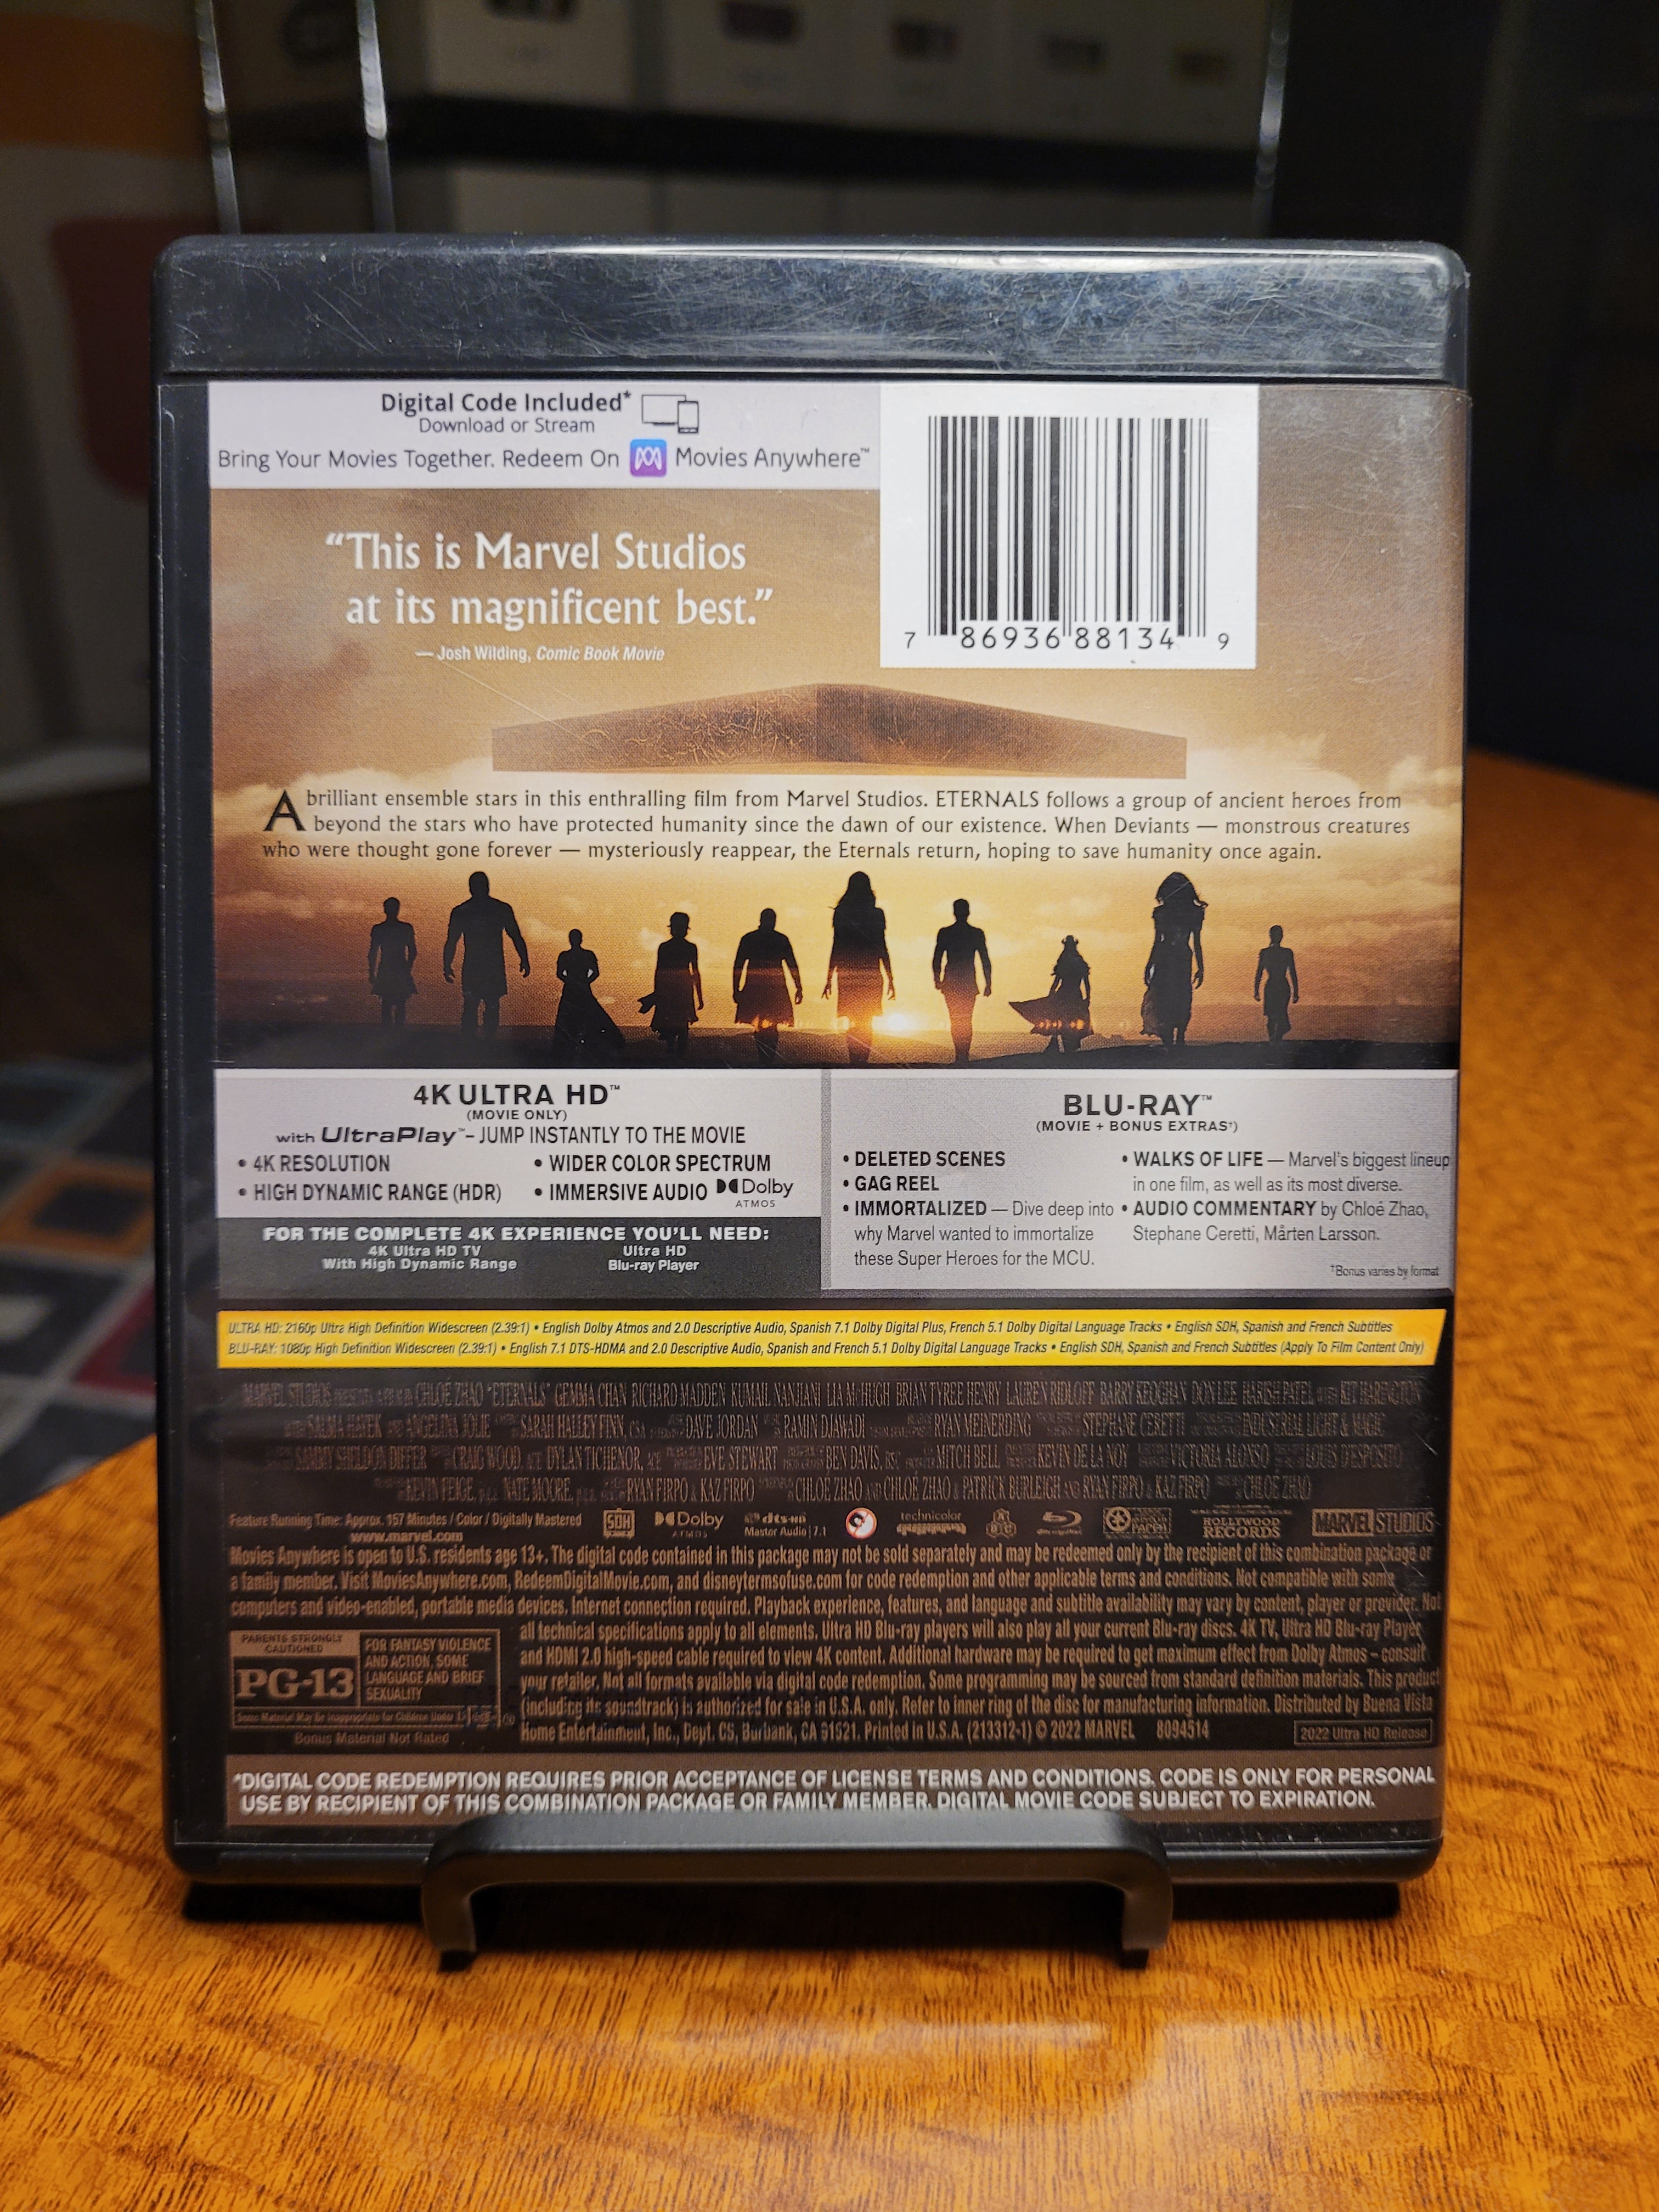 Digital Code Included*
Download or Stream
Bring Your Movies Together. Redeem On Movies Anywhere™
"This is Marvel Studios
at its magnificent best."
— Josh Wilding, Comic Book Movie
7 86936 88134 9
A brilliant ensemble stars in this enthralling film from Marvel Studios. ETERNALS follows a group of ancient heroes from
beyond the stars who have protected humanity since the dawn of our existence. When Deviants — monstrous creatures
who were thought gone forever — mysteriously reappear, the Eternals return, hoping to save humanity once again.
4K ULTRA HD™
(MOVIE ONLY)
with UltraPlay™– JUMP INSTANTLY TO THE MOVIE
• 4K RESOLUTION
• WIDER COLOR SPECTRUM
• HIGH DYNAMIC RANGE (HDR)
• IMMERSIVE AUDIO Dolby
ATMOS
FOR THE COMPLETE 4K EXPERIENCE YOU'LL NEED:
4K Ultra HD TV
With High Dynamic Range
Ultra HD
Blu-ray Player
BLU-RAY™
(MOVIE + BONUS EXTRAS†)
• DELETED SCENES
• GAG REEL
• IMMORTALIZED — Dive deep into
why Marvel wanted to immortalize
these Super Heroes for the MCU.
• WALKS OF LIFE — Marvel's biggest lineup
in one film, as well as its most diverse.
• AUDIO COMMENTARY by Chloé Zhao,
Stephane Ceretti, Mårten Larsson.
†Bonus varies by format
ULTRA HD: 2160p Ultra High Definition Widescreen (2.39:1) • English Dolby Atmos and 2.0 Descriptive Audio, Spanish 7.1 Dolby Digital Plus, French 5.1 Dolby Digital Language Tracks • English SDH, Spanish and French Subtitles
BLU-RAY: 1080p High Definition Widescreen (2.39:1) • English 7.1 DTS-HDMA and 2.0 Descriptive Audio, Spanish and French 5.1 Dolby Digital Language Tracks • English SDH, Spanish and French Subtitles (Apply To Film Content Only)
MARVEL STUDIOS CHLOÉ ZHAO "ETERNALS" GEMMA CHAN RICHARD MADDEN KUMAIL NANJIANI LIA McHUGH BRIAN TYREE HENRY LAUREN RIDLOFF BARRY KEOGHAN DON LEE HARISH PATEL KIT HARINGTON
SALMA HAYEK ANGELINA JOLIE SARAH HALLEY FINN, CSA DAVE JORDAN RAMIN DJAWADI RYAN MEINERDING STEPHANE CERETTI INDUSTRIAL LIGHT & MAGIC
SAMMY SHELDON DIFFER CRAIG WOOD, ACE DYLAN TICHENOR, ACE EVE STEWART BEN DAVIS, BSC MITCH BELL KEVIN DE LA NOY VICTORIA ALONSO LOUIS D'ESPOSITO
KEVIN FEIGE, p.g.a. NATE MOORE, p.g.a. RYAN FIRPO & KAZ FIRPO CHLOÉ ZHAO AND CHLOÉ ZHAO & PATRICK BURLEIGH AND RYAN FIRPO & KAZ FIRPO CHLOÉ ZHAO
Feature Running Time: Approx. 157 Minutes / Color / Digitally Mastered
www.marvel.com
SDH
Dolby
ATMOS
dts-HD
Master Audio | 7.1
technicolor
HOLLYWOOD
RECORDS
MARVEL STUDIOS
Movies Anywhere is open to U.S. residents age 13+. The digital code contained in this package may not be sold separately and may be redeemed only by the recipient of this combination package or
a family member. Visit MoviesAnywhere.com, RedeemDigitalMovie.com, and disneytermsofuse.com for code redemption and other applicable terms and conditions. Not compatible with some
computers and video-enabled, portable media devices. Internet connection required. Playback experience, features, and language and subtitle availability may vary by content, player or provider. Not
all technical specifications apply to all elements. Ultra HD Blu-ray players will also play all your current Blu-ray discs. 4K TV, Ultra HD Blu-ray Player
and HDMI 2.0 high-speed cable required to view 4K content. Additional hardware may be required to get maximum effect from Dolby Atmos – consult
your retailer. Not all formats available via digital code redemption. Some programming may be sourced from standard definition materials. This product
(including its soundtrack) is authorized for sale in U.S.A. only. Refer to inner ring of the disc for manufacturing information. Distributed by Buena Vista
Home Entertainment, Inc., Dept. CS, Burbank, CA 91521. Printed in U.S.A. (213312-1) © 2022 MARVEL 8094514
2022 Ultra HD Release
PARENTS STRONGLY
CAUTIONED
PG-13
FOR FANTASY VIOLENCE
AND ACTION, SOME
LANGUAGE AND BRIEF
SEXUALITY
Some Material May Be Inappropriate for Children Under 13
Bonus Material Not Rated
*DIGITAL CODE REDEMPTION REQUIRES PRIOR ACCEPTANCE OF LICENSE TERMS AND CONDITIONS. CODE IS ONLY FOR PERSONAL
USE BY RECIPIENT OF THIS COMBINATION PACKAGE OR FAMILY MEMBER. DIGITAL MOVIE CODE SUBJECT TO EXPIRATION.